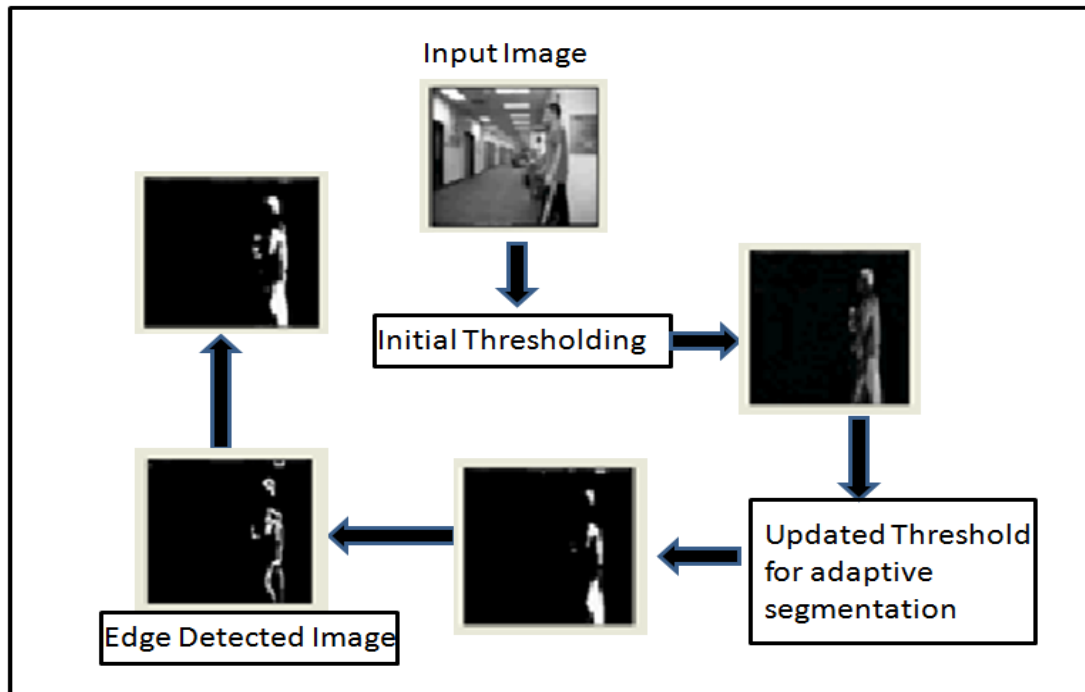 Input Image
Initial Thresholding
Updated Threshold
for adaptive
segmentation
Edge Detected Image